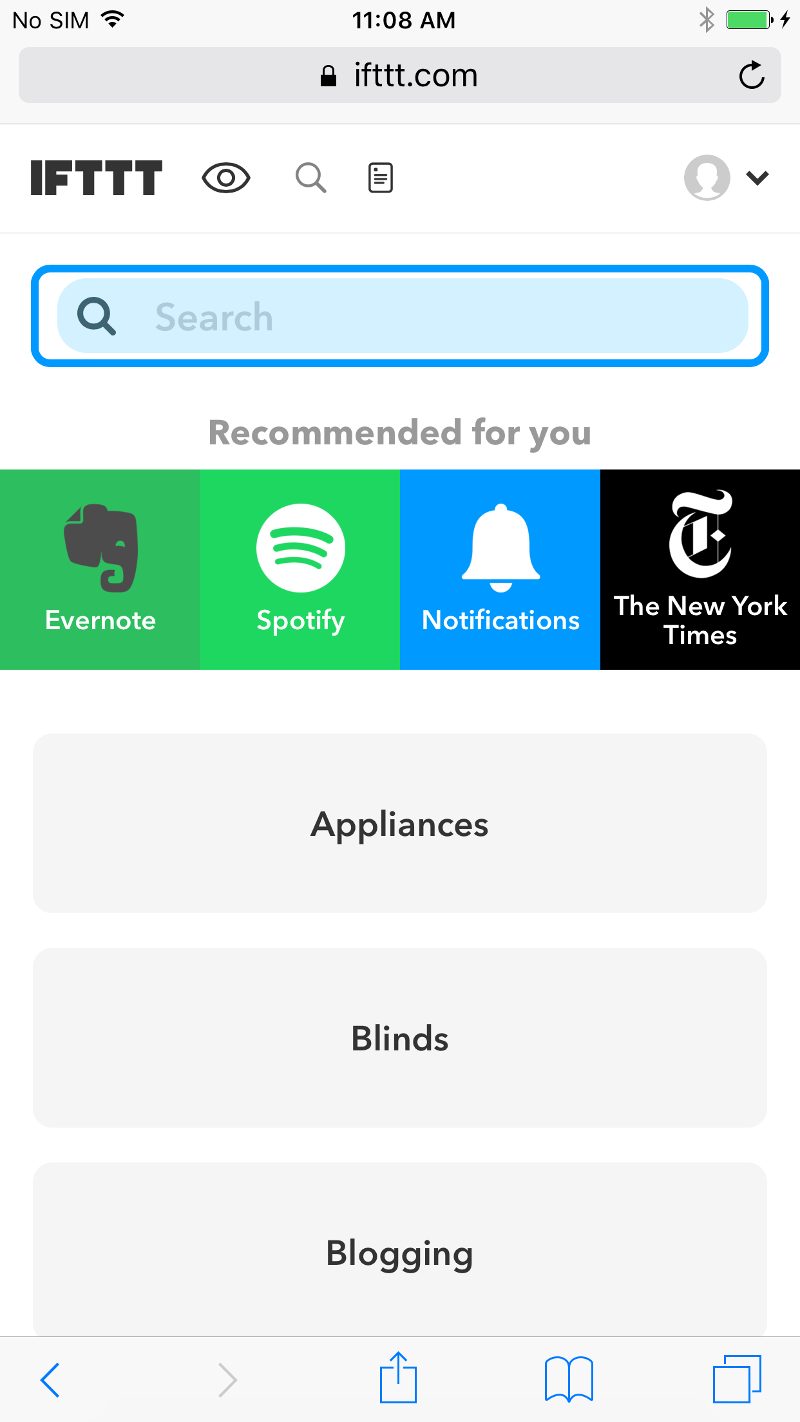 No SIM 11:08 AM
ifttt.com
IFTTT
Search
Recommended for you
Evernote
Spotify
Notifications
The New York
Times
Appliances
Blinds
Blogging